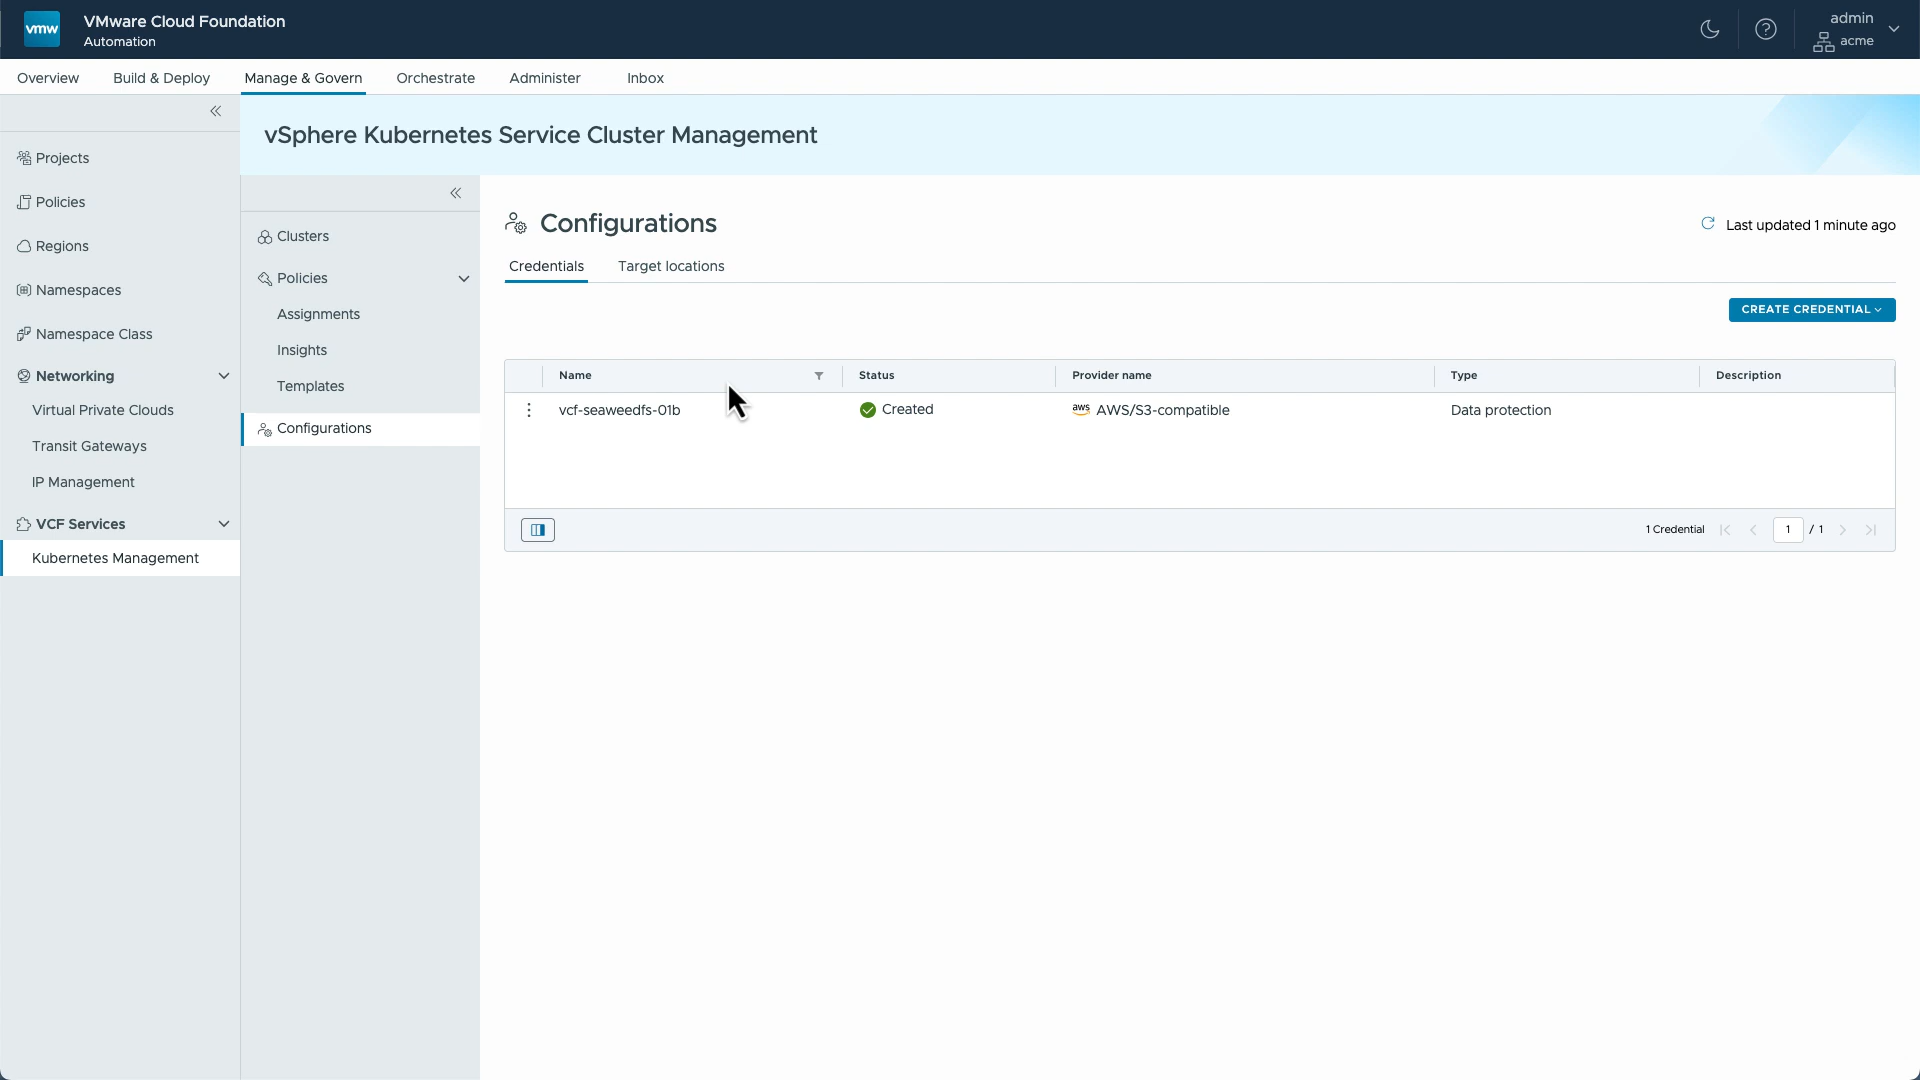 vmw
VMware Cloud Foundation
Automation
admin
acme
Overview
Build & Deploy
Manage & Govern
Orchestrate
Administer
Inbox
Projects
Policies
Regions
Namespaces
Namespace Class
Networking
Virtual Private Clouds
Transit Gateways
IP Management
VCF Services
Kubernetes Management
vSphere Kubernetes Service Cluster Management
Clusters
Policies
Assignments
Insights
Templates
Configurations
Configurations
Last updated 1 minute ago
Credentials
Target locations
CREATE CREDENTIAL
Name
Status
Provider name
Type
Description
vcf-seaweedfs-01b
Created
aws AWS/S3-compatible
Data protection
1 Credential
1 / 1